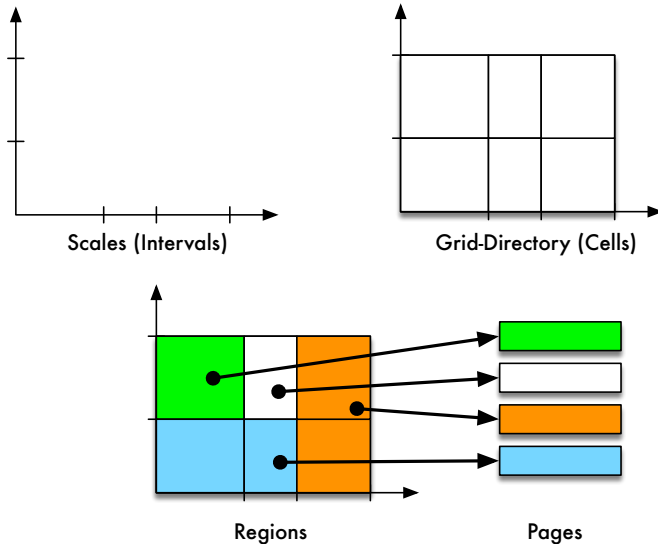 Scales (Intervals)
Grid-Directory (Cells)
Regions
Pages